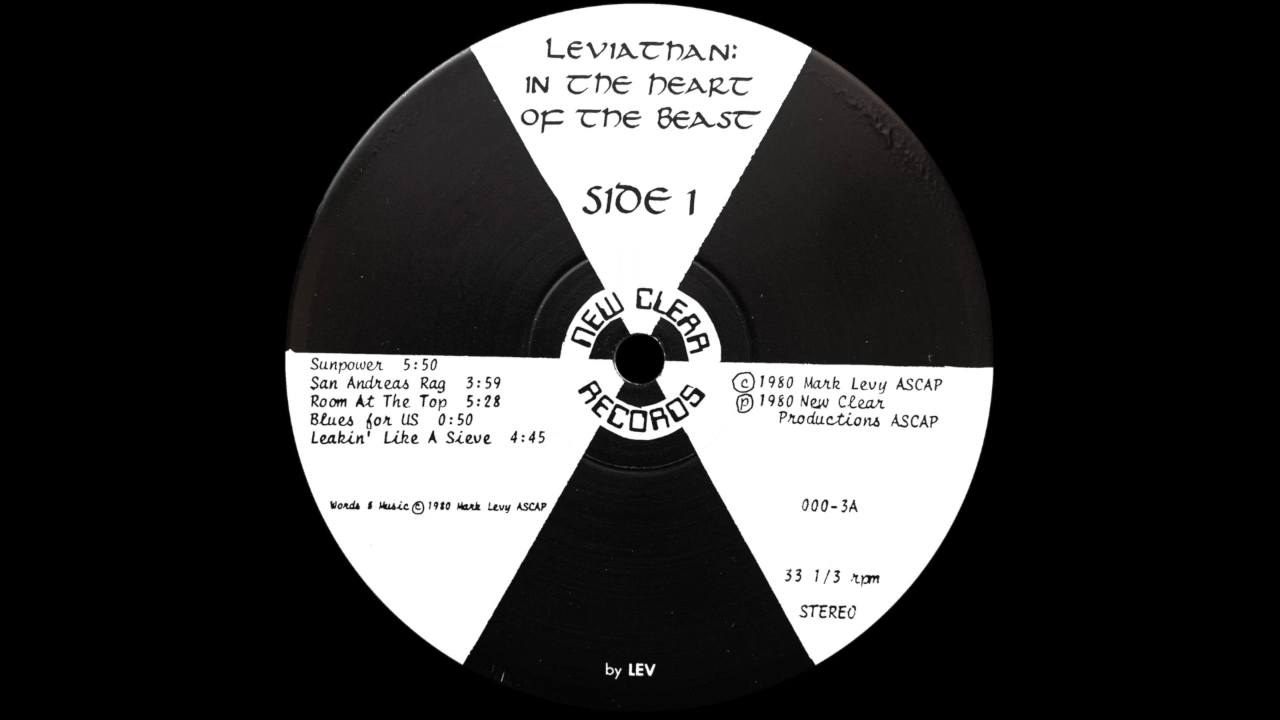 LEVIATHAN:
IN THE HEART
OF THE BEAST
SIDE 1
NEW CLEAR
RECORDS
Sunpower 5:50
San Andreas Rag 3:59
Room At The Top 5:28
Blues for US 0:50
Leakin' Like A Sieve 4:45
Words & Music © 1980 Mark Levy ASCAP
© 1980 Mark Levy ASCAP
℗ 1980 New Clear
Productions ASCAP
000-3A
33 1/3 rpm
STEREO
by LEV